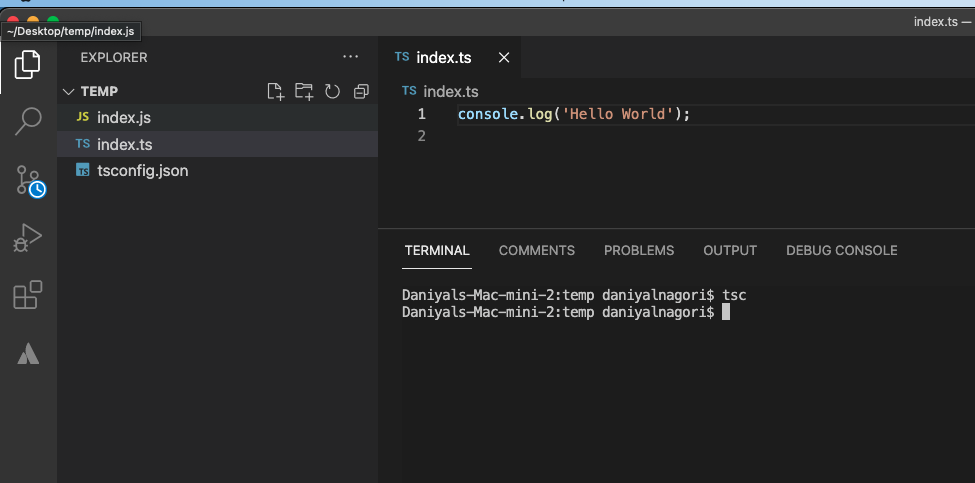 index.ts —
~/Desktop/temp/index.js
EXPLORER
TEMP
JS index.js
TS index.ts
TS tsconfig.json
TS index.ts
TS index.ts
1 console.log('Hello World');
2
TERMINAL COMMENTS PROBLEMS OUTPUT DEBUG CONSOLE
Daniyals-Mac-mini-2:temp daniyalnagori$ tsc
Daniyals-Mac-mini-2:temp daniyalnagori$